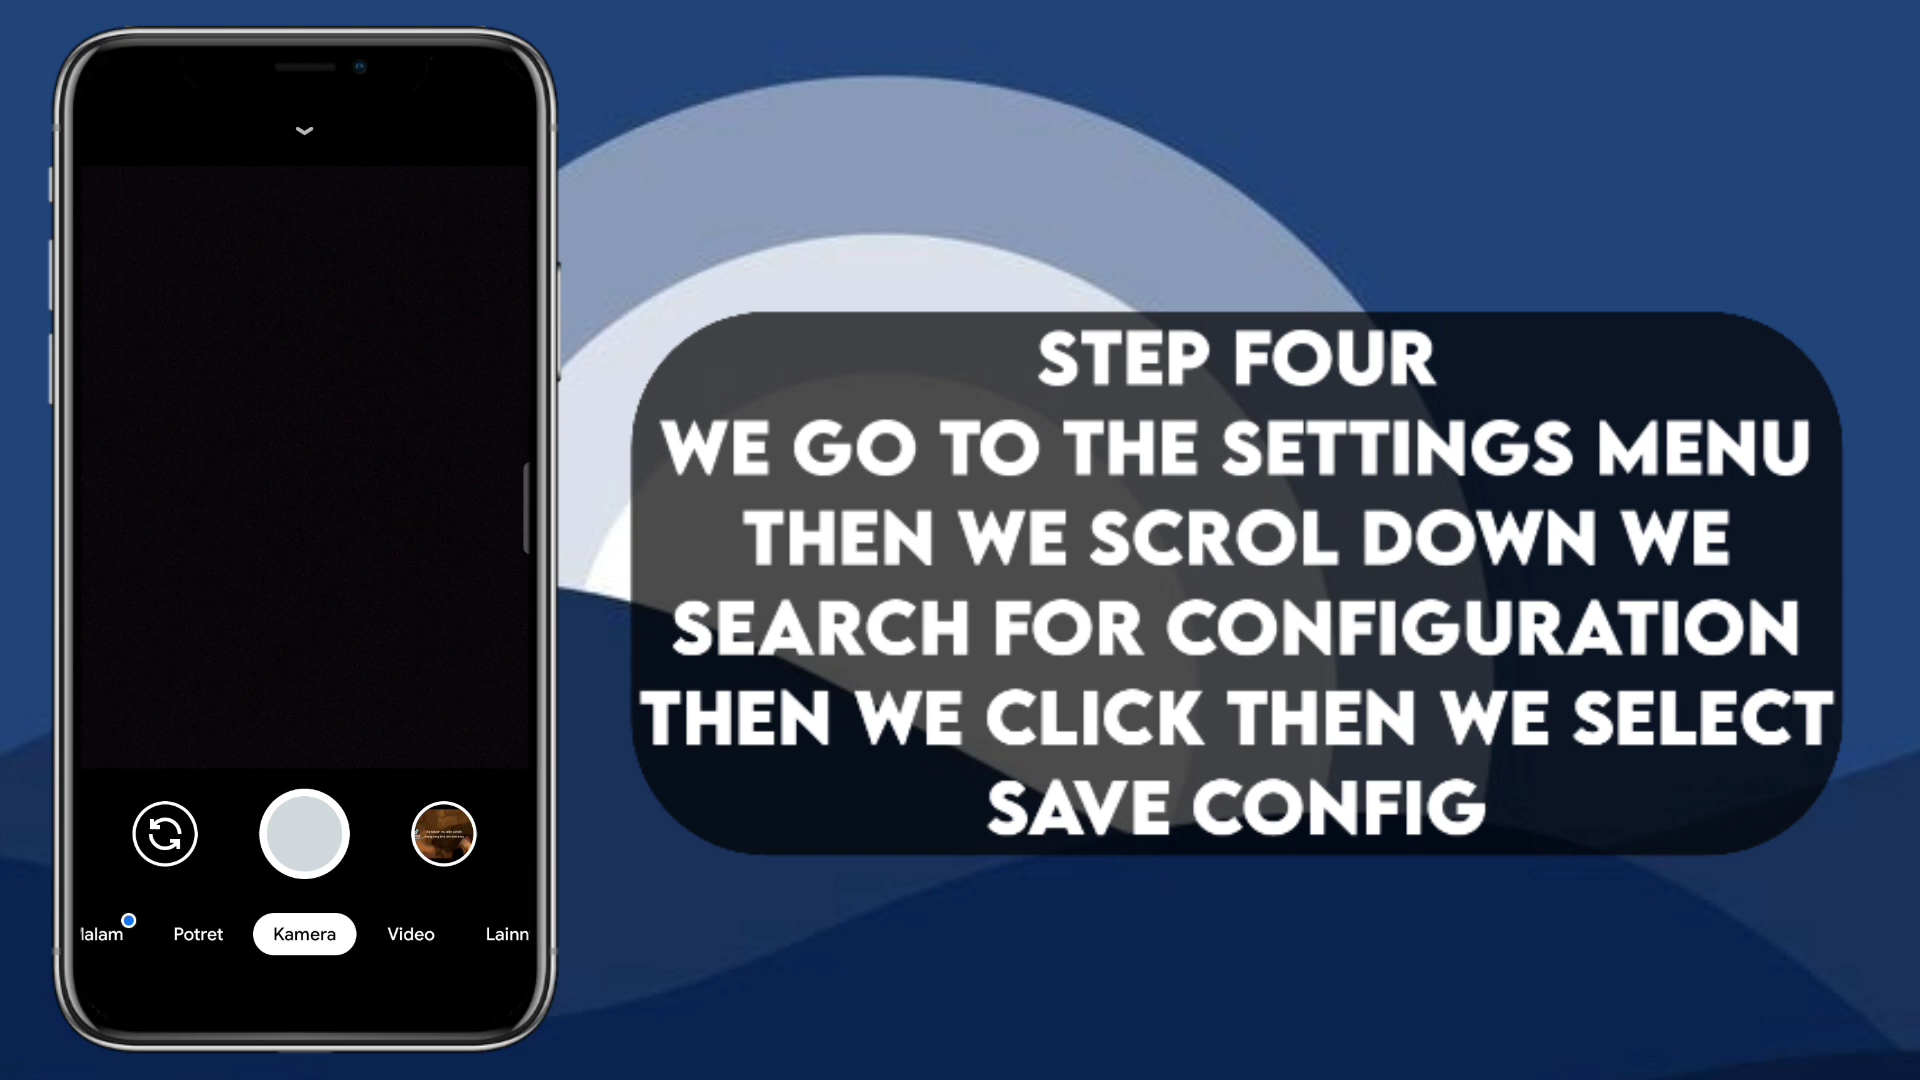 STEP FOUR
WE GO TO THE SETTINGS MENU
THEN WE SCROL DOWN WE
SEARCH FOR CONFIGURATION
THEN WE CLICK THEN WE SELECT
SAVE CONFIG
alam Potret Kamera Video Lainn